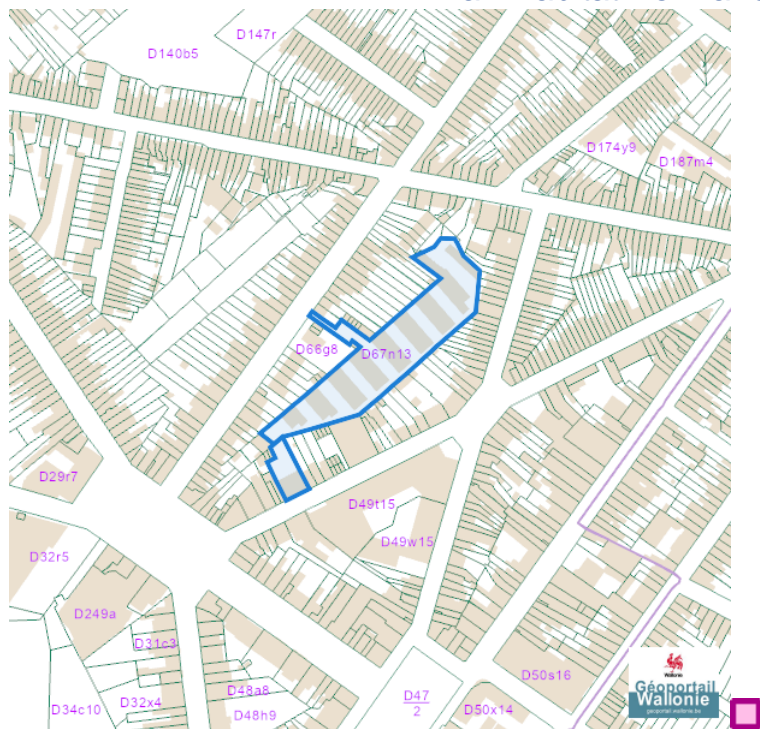 D147r
D140b5
D174y9
D187m4
D66g8
D67n13
D29r7
D49t15
D49w15
D32r5
D249a
D31c3
D50s16
D48a8
D47
2
D32x4
D34c10
D48h9
D50x14
Wallonie
Géoportail
Wallonie
geoportail.wallonie.be